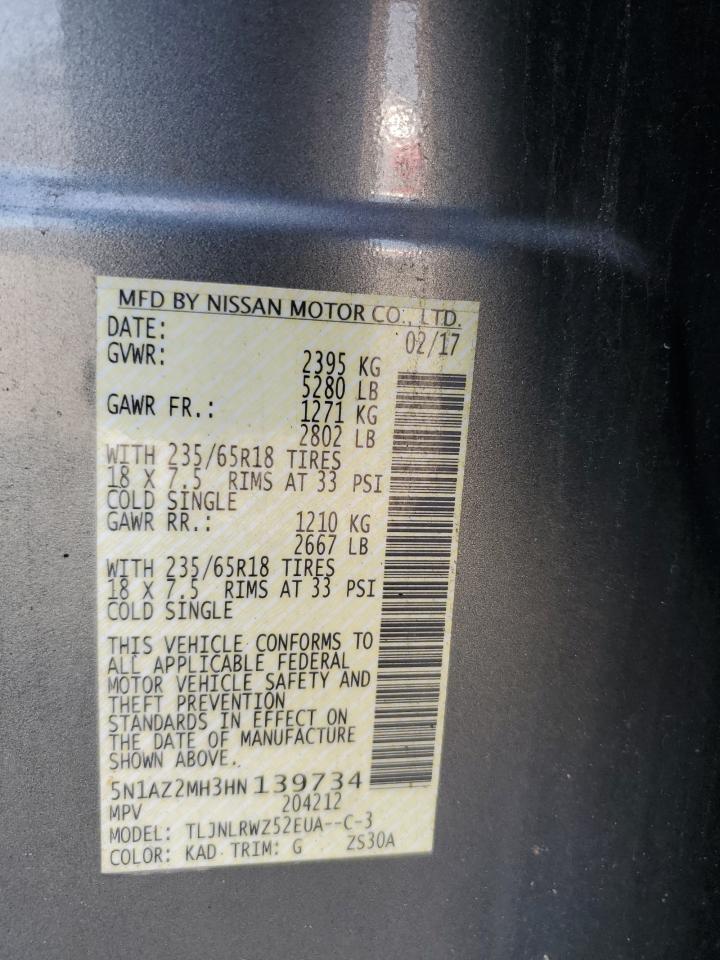 MFD BY NISSAN MOTOR CO., LTD.
DATE: 02/17
GVWR: 2395 KG
5280 LB
GAWR FR.: 1271 KG
2802 LB
WITH 235/65R18 TIRES
18 X 7.5 RIMS AT 33 PSI
COLD SINGLE
GAWR RR.: 1210 KG
2667 LB
WITH 235/65R18 TIRES
18 X 7.5 RIMS AT 33 PSI
COLD SINGLE
THIS VEHICLE CONFORMS TO
ALL APPLICABLE FEDERAL
MOTOR VEHICLE SAFETY AND
THEFT PREVENTION
STANDARDS IN EFFECT ON
THE DATE OF MANUFACTURE
SHOWN ABOVE.
5N1AZ2MH3HN 139734
MPV 204212
MODEL: TLJNLRWZ52EUA--C-3
COLOR: KAD TRIM: G ZS30A